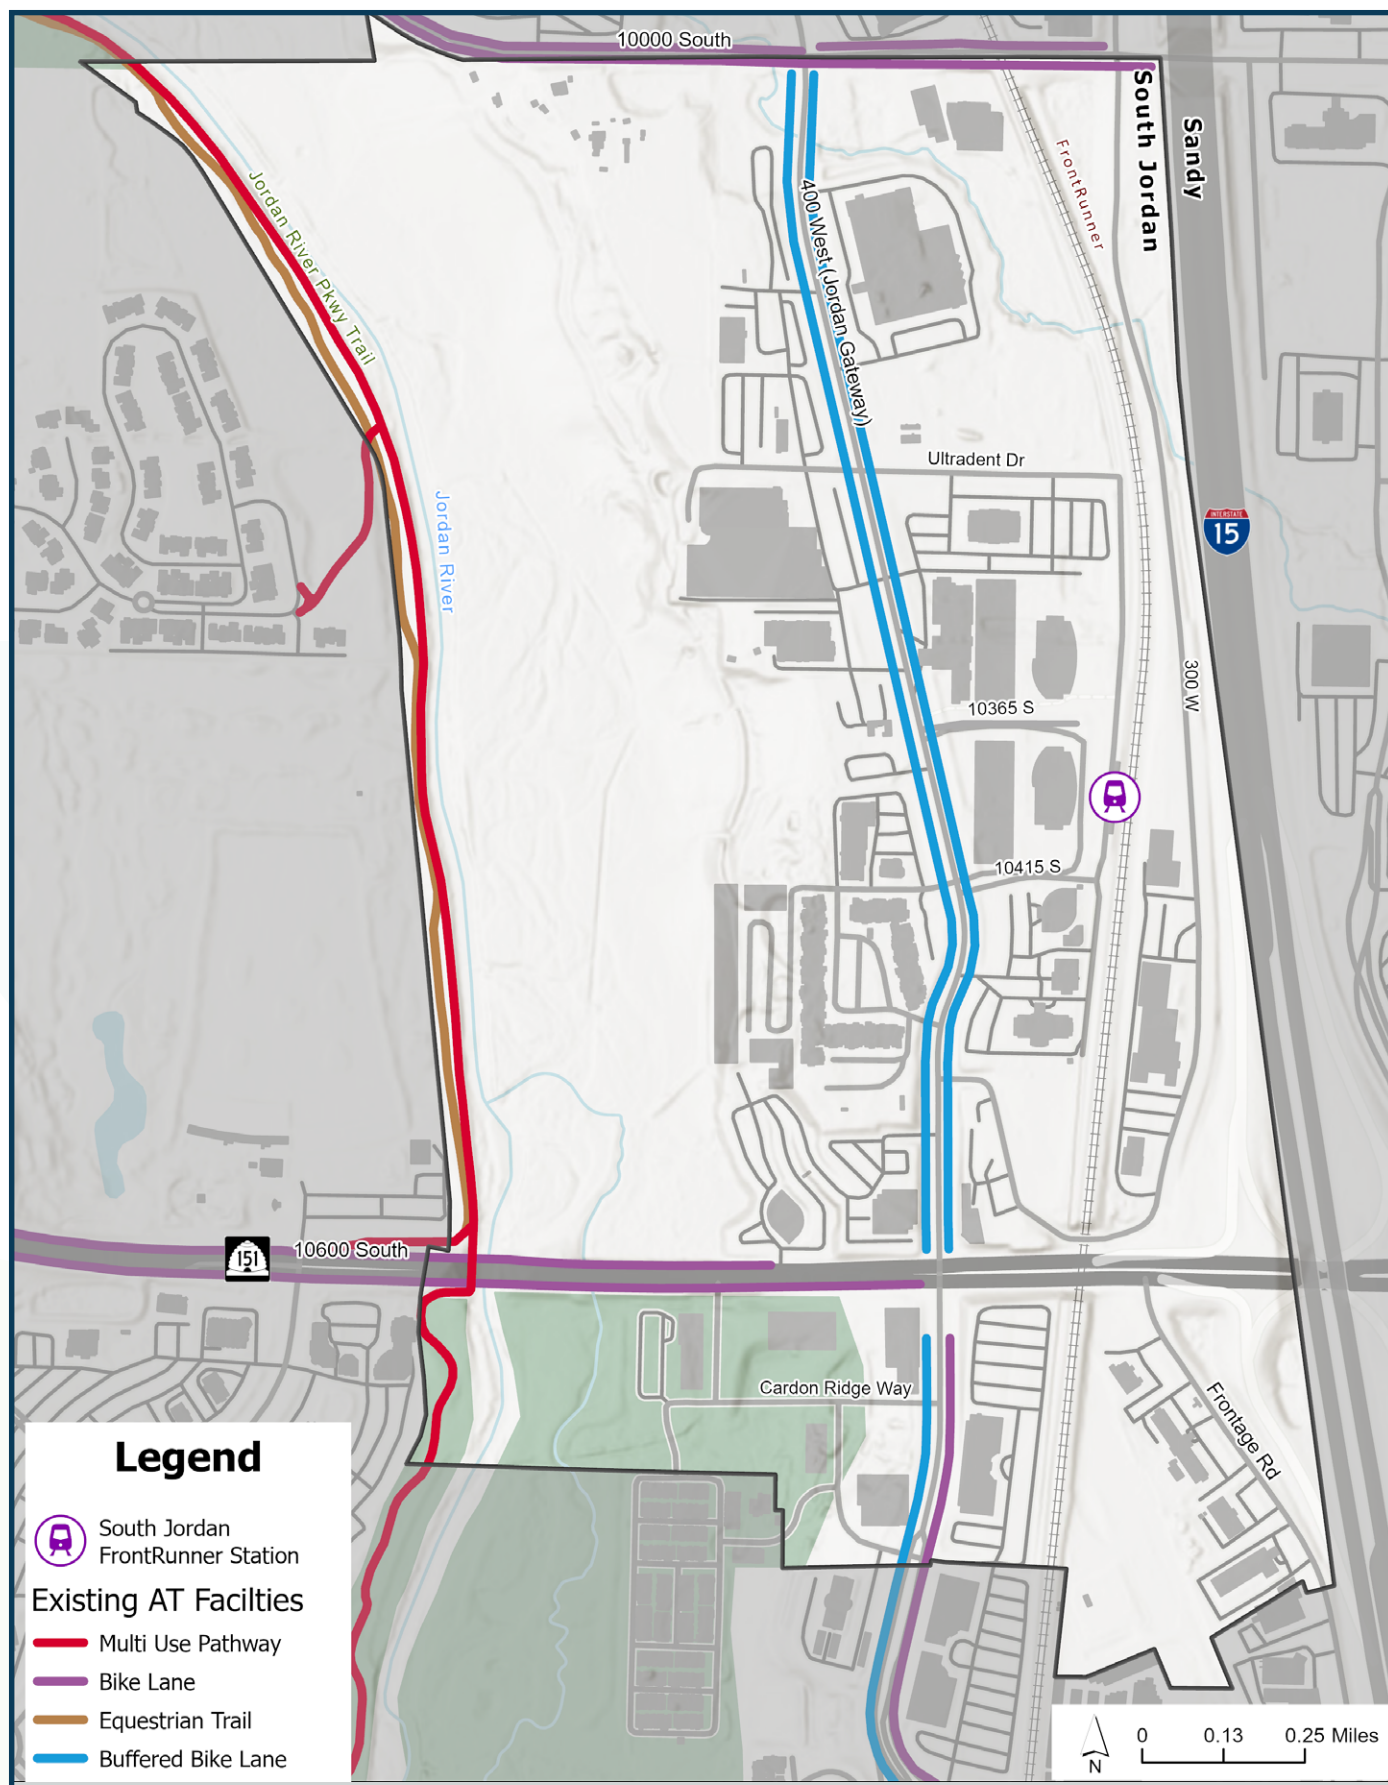 10000 South
South Jordan
Sandy
FrontRunner
Jordan River Pkwy Trail
400 West (Jordan Gateway)
Ultradent Dr
Jordan River
INTERSTATE
15
300 W
10365 S
10415 S
151
10600 South
Cardon Ridge Way
Frontage Rd
Legend
South Jordan
FrontRunner Station
Existing AT Facilties
Multi Use Pathway
Bike Lane
Equestrian Trail
Buffered Bike Lane
N
0 0.13 0.25 Miles